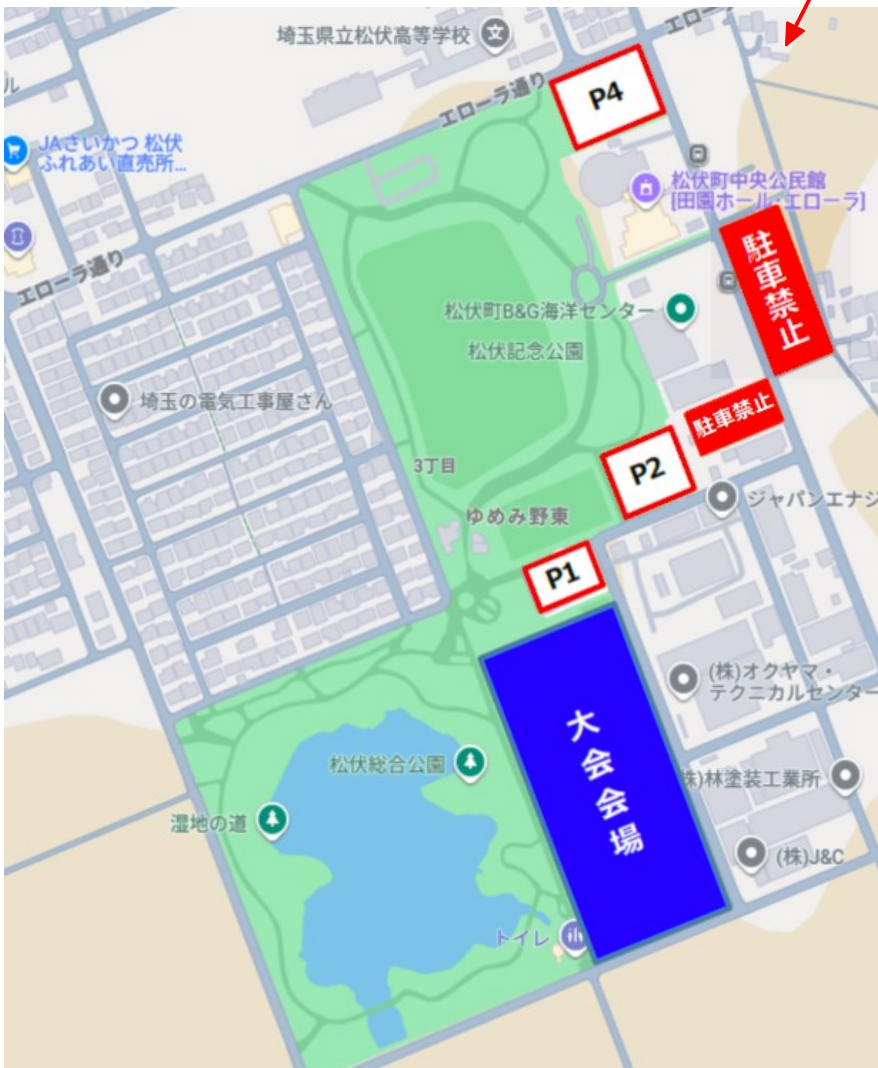 埼玉県立松伏高等学校
エロー
ル
エローラ通り
P4
JAさいかつ 松伏
ふれあい直売所...
松伏町中央公民館
[田園ホール・エローラ]
駐車禁止
エローラ通り
松伏町B&G海洋センター
松伏記念公園
埼玉の電気工事屋さん
駐車禁止
3丁目
P2
ジャパンエナジ
ゆめみ野東
P1
(株)オクヤマ・
テクニカルセンター
大会会場
松伏総合公園
株)林塗装工業所
湿地の道
(株)J&C
トイレ